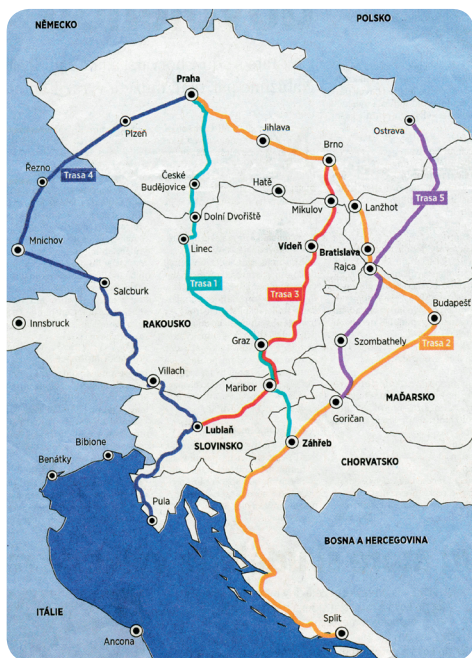 NĚMECKO
POLSKO
Praha
Plzeň
Jihlava
Ostrava
Brno
Řezno
Trasa 4
České
Budějovice
Hatě
Mikulov
Lanžhot
Trasa 5
Dolní Dvořiště
Mnichov
Linec
Vídeň
Bratislava
Rajca
Salcburk
Trasa 1
Trasa 3
Budapešť
Innsbruck
RAKOUSKO
Graz
Szombathely
Trasa 2
Villach
Maribor
MAĎARSKO
Goričan
Lublaň
SLOVINSKO
Záhřeb
Bibione
Benátky
CHORVATSKO
Pula
BOSNA A HERCEGOVINA
ITÁLIE
Split
Ancona